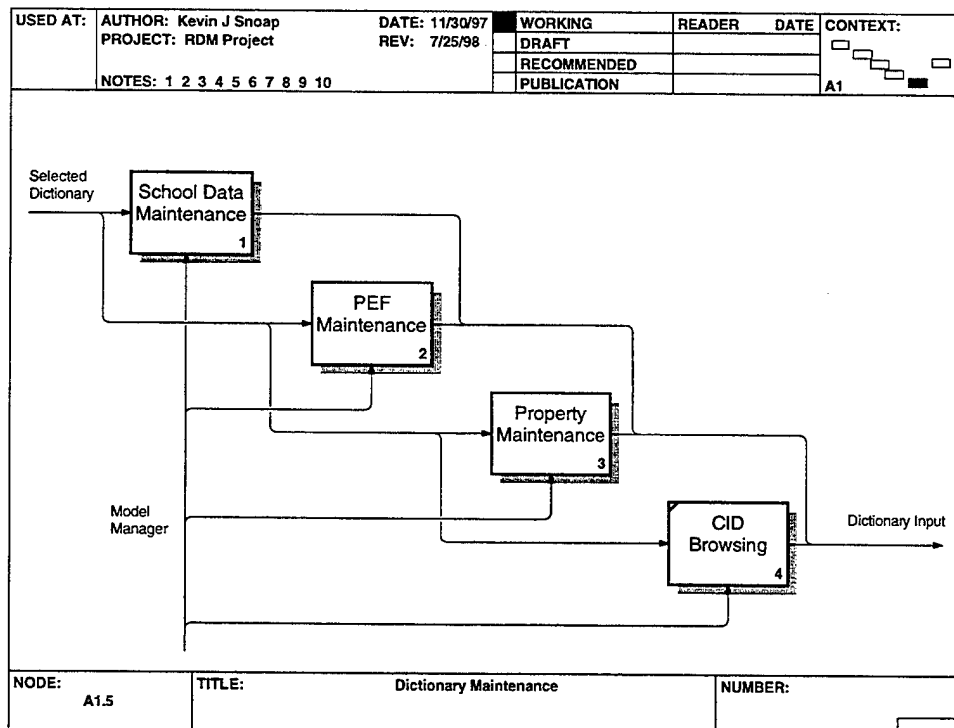 USED AT:
AUTHOR: Kevin J Snoap
DATE: 11/30/97
PROJECT: RDM Project
REV: 7/25/98
NOTES: 1 2 3 4 5 6 7 8 9 10
WORKING
DRAFT
RECOMMENDED
PUBLICATION
READER DATE
CONTEXT:
A1
Selected
Dictionary
School Data
Maintenance
1
PEF
Maintenance
2
Property
Maintenance
3
Model
Manager
CID
Browsing
4
Dictionary Input
NODE:
A1.5
TITLE:
Dictionary Maintenance
NUMBER: